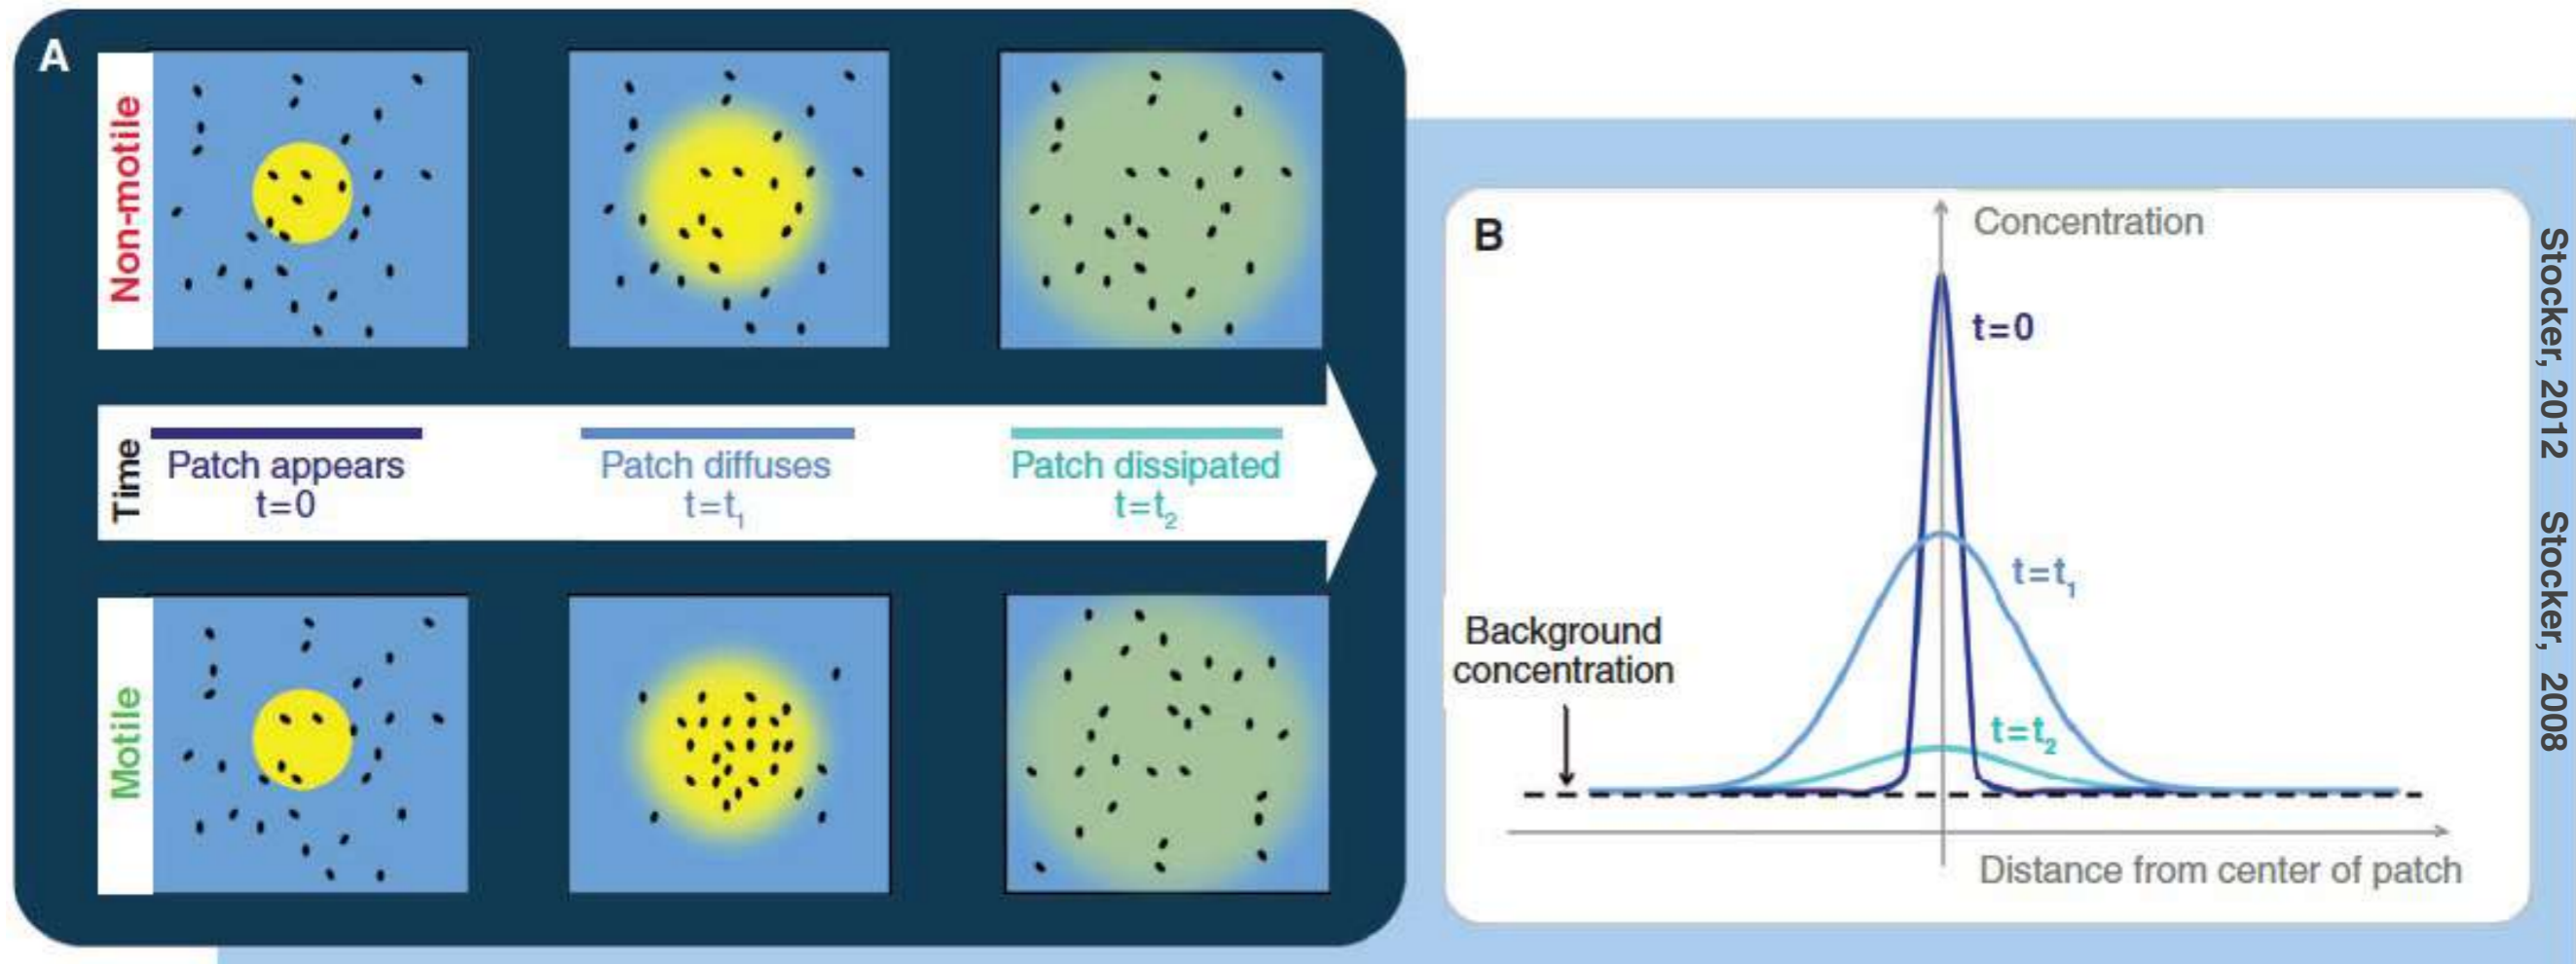 A
Non-motile
Time
Patch appears
t=0
Patch diffuses
t=t₁
Patch dissipated
t=t₂
Motile
B
Concentration
t=0
t=t₁
t=t₂
Background
concentration
Distance from center of patch
Stocker, 2012 Stocker, 2008